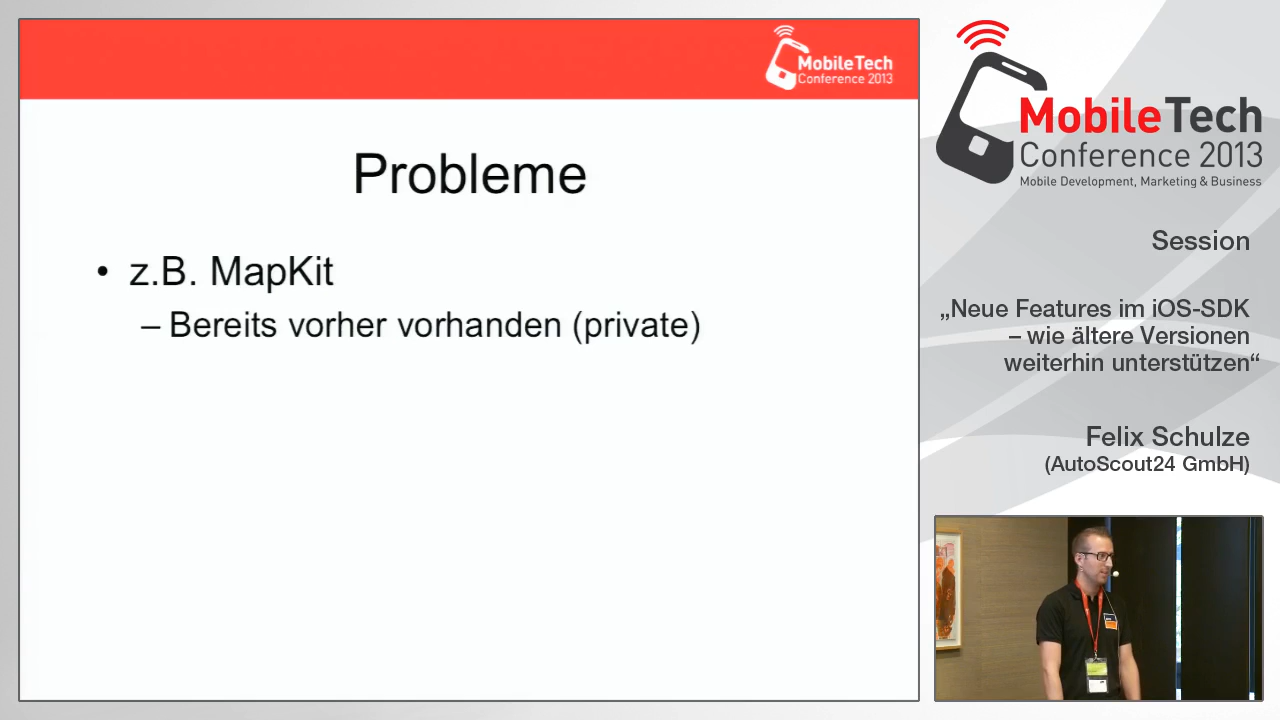 MobileTech
Conference 2013
Probleme
• z.B. MapKit
– Bereits vorher vorhanden (private)
MobileTech
Conference 2013
Mobile Development, Marketing & Business
Session
„Neue Features im iOS-SDK
– wie ältere Versionen
weiterhin unterstützen“
Felix Schulze
(AutoScout24 GmbH)